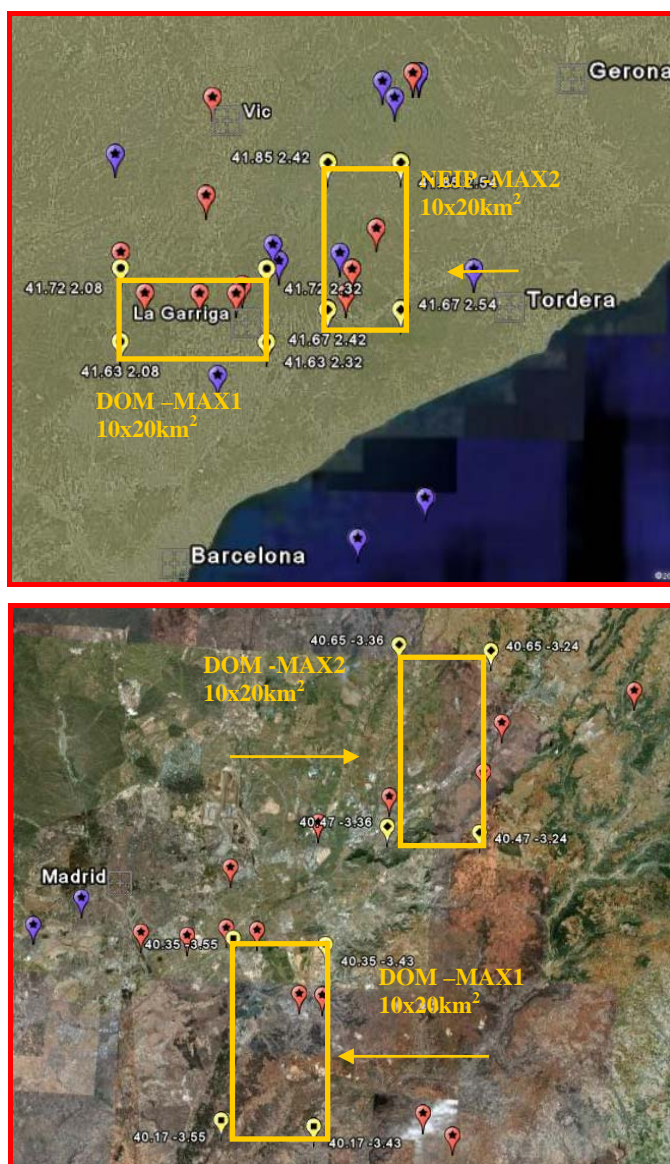 Gerona
Vic
41.85 2.42
NEIP -MAX2
10x20km²
41.72 2.08
41.72 2.32
La Garriga
41.67 2.54
Tordera
41.67 2.42
41.63 2.32
41.63 2.08
DOM –MAX1
10x20km²
Barcelona
40.65 -3.36
40.65 -3.24
DOM -MAX2
10x20km²
40.47 -3.36
40.47 -3.24
Madrid
40.35 -3.55
40.35 -3.43
DOM –MAX1
10x20km²
40.17 -3.55
40.17 -3.43